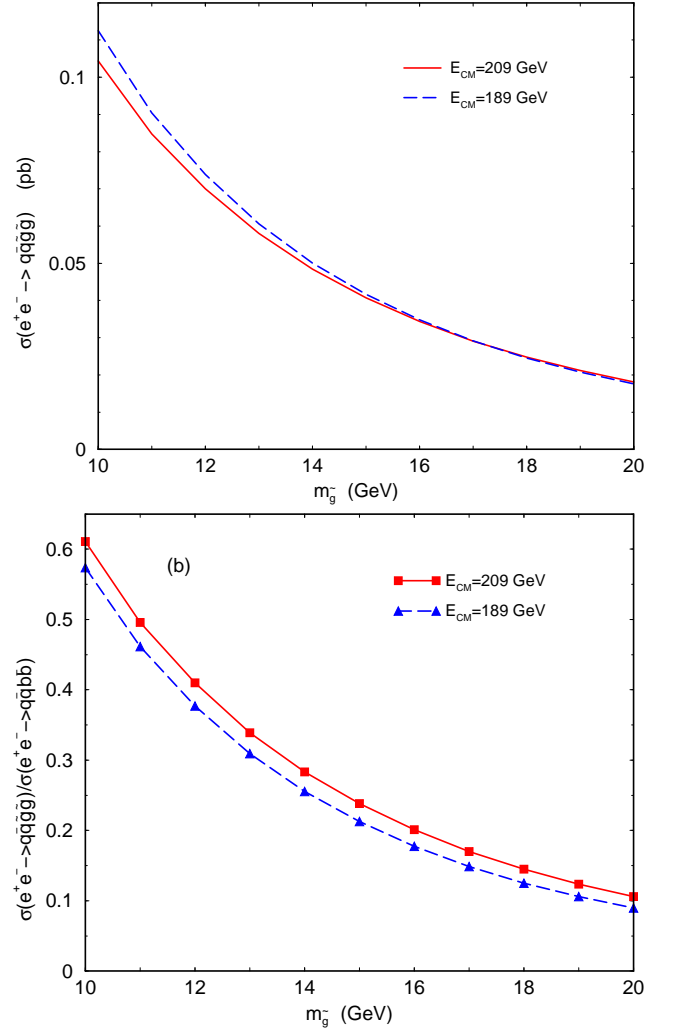 0.1
0.05
0
10
12
14
16
18
20
E_CM=209 GeV
E_CM=189 GeV
σ(e⁺e⁻ −> qq̄g̃g̃) (pb)
m_g̃ (GeV)
(b)
0.6
0.5
0.4
0.3
0.2
0.1
0
10
12
14
16
18
20
E_CM=209 GeV
E_CM=189 GeV
σ(e⁺e⁻−>qq̄g̃g̃)/σ(e⁺e⁻−>qq̄bb̄)
m_g̃ (GeV)